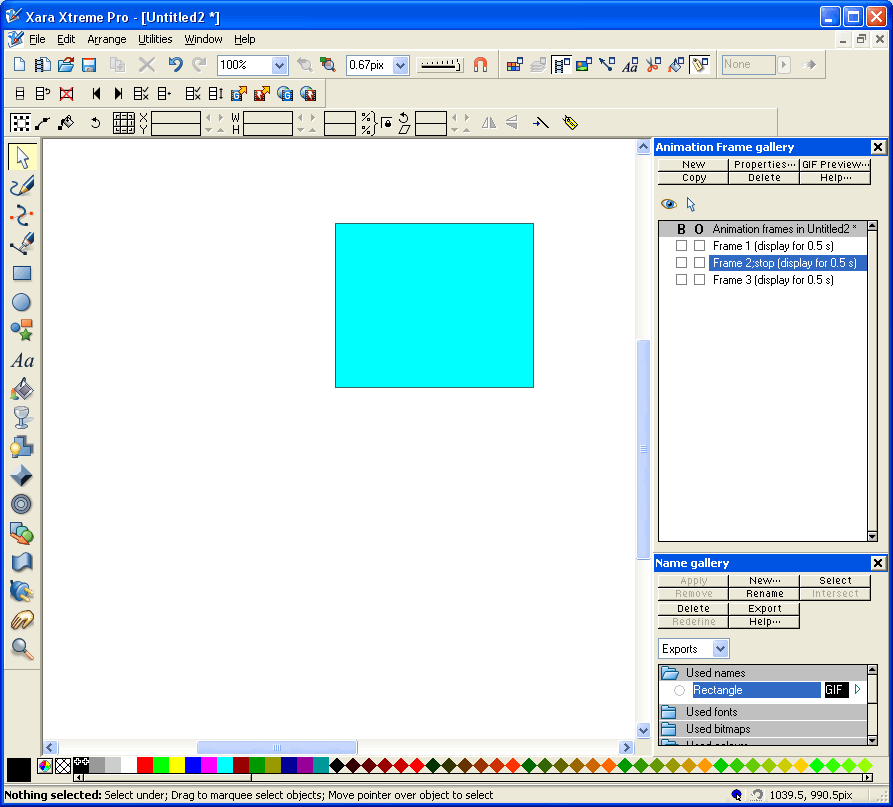 Xara Xtreme Pro - [Untitled2 *]
File Edit Arrange Utilities Window Help
100% 0.67pix None
X W %
Y H %
Animation Frame gallery
New Properties... GIF Preview...
Copy Delete Help...
B O Animation frames in Untitled2 *
Frame 1 (display for 0.5 s)
Frame 2;stop (display for 0.5 s)
Frame 3 (display for 0.5 s)
Aa
Name gallery
Apply New... Select
Remove Rename Intersect
Delete Export
Redefine Help...
Exports
Used names
Rectangle GIF
Used fonts
Used bitmaps
Used colours
Nothing selected: Select under; Drag to marquee select objects; Move pointer over object to select 1039.5, 990.5pix